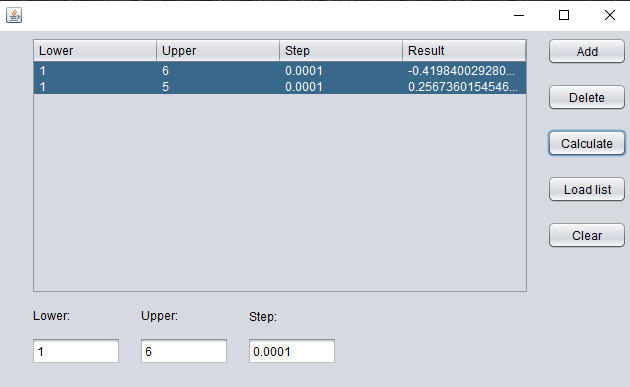 Lower Upper Step Result
1 6 0.0001 -0.419840029280...
1 5 0.0001 0.2567360154546...
Add
Delete
Calculate
Load list
Clear
Lower: Upper: Step:
1 6 0.0001